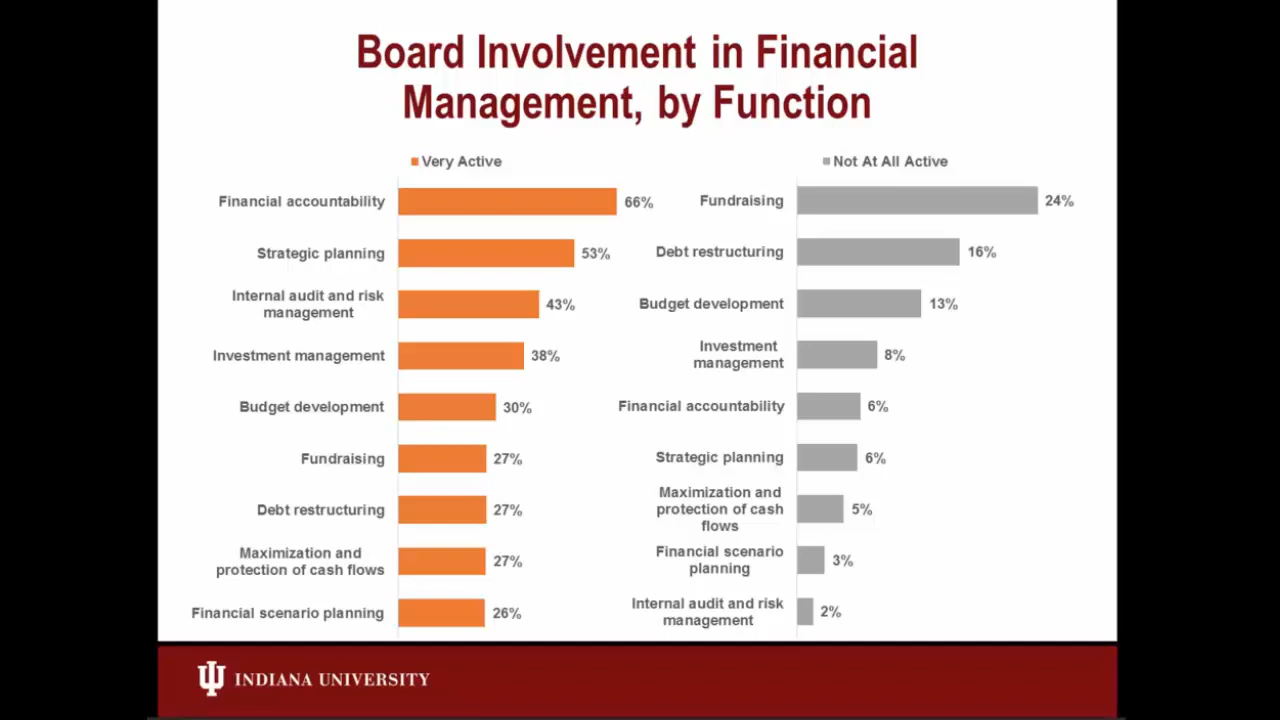 Board Involvement in Financial
Management, by Function
Very Active
Financial accountability 66%
Strategic planning 53%
Internal audit and risk
management 43%
Investment management 38%
Budget development 30%
Fundraising 27%
Debt restructuring 27%
Maximization and
protection of cash flows 27%
Financial scenario planning 26%
Not At All Active
Fundraising 24%
Debt restructuring 16%
Budget development 13%
Investment
management 8%
Financial accountability 6%
Strategic planning 6%
Maximization and
protection of cash 5%
flows
Financial scenario
planning 3%
Internal audit and risk
management 2%
INDIANA UNIVERSITY